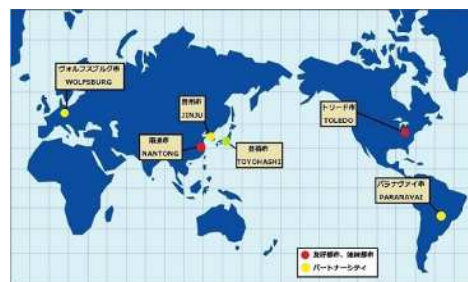 ヴォルフスブルグ市
WOLFSBURG
晋州市
JINJU
南通市
NANTONG
豊橋市
TOYOHASHI
トリード市
TOLEDO
パラナヴァイ市
PARANAVAI
友好都市、姉妹都市
パートナーシティ